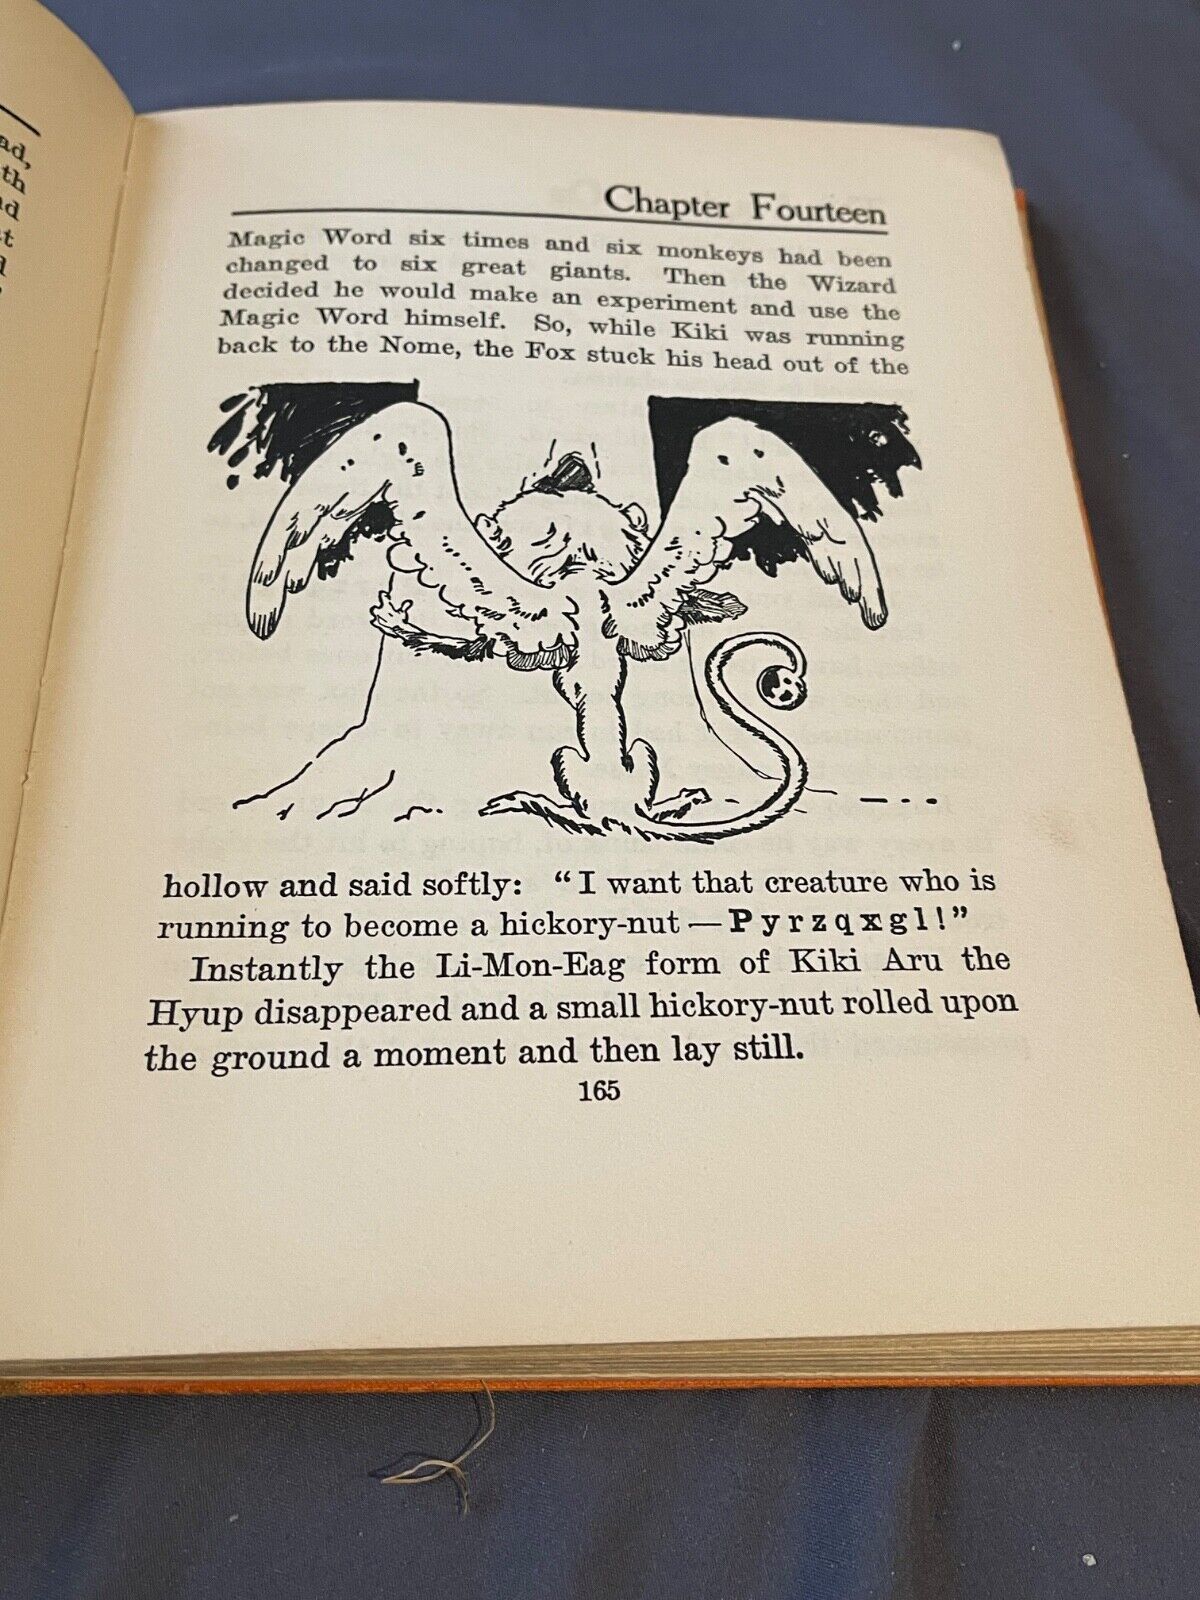 ad,
th
nd
st
d
Chapter Fourteen
Magic Word six times and six monkeys had been
changed to six great giants. Then the Wizard
decided he would make an experiment and use the
Magic Word himself. So, while Kiki was running
back to the Nome, the Fox stuck his head out of the
hollow and said softly: "I want that creature who is
running to become a hickory-nut — Pyrzqxgl!"
Instantly the Li-Mon-Eag form of Kiki Aru the
Hyup disappeared and a small hickory-nut rolled upon
the ground a moment and then lay still.
165